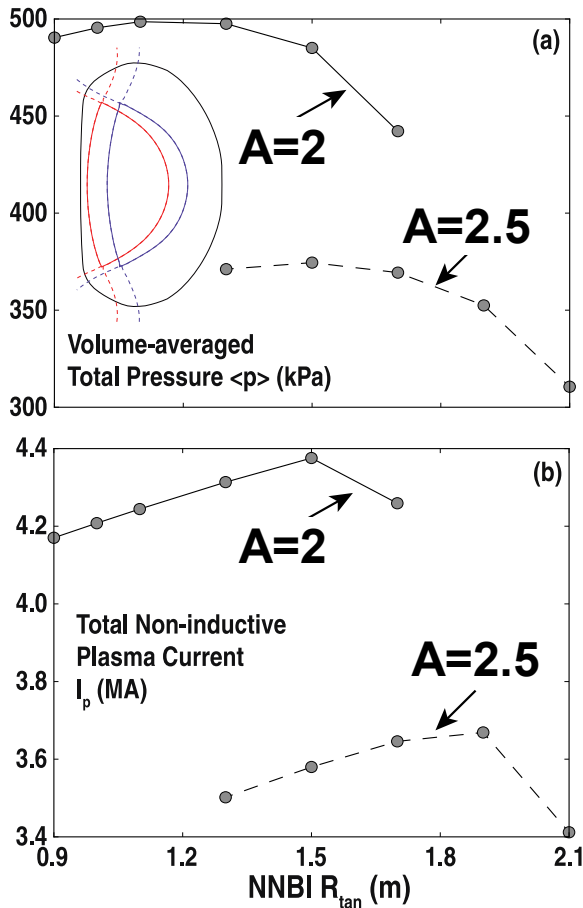 500
(a)
450
A=2
400
A=2.5
350
Volume-averaged
Total Pressure <p> (kPa)
300
4.4
(b)
4.2
A=2
4.0
Total Non-inductive
Plasma Current
A=2.5
3.8
I_p (MA)
3.6
3.4
0.9 1.2 1.5 1.8 2.1
NNBI R_tan (m)